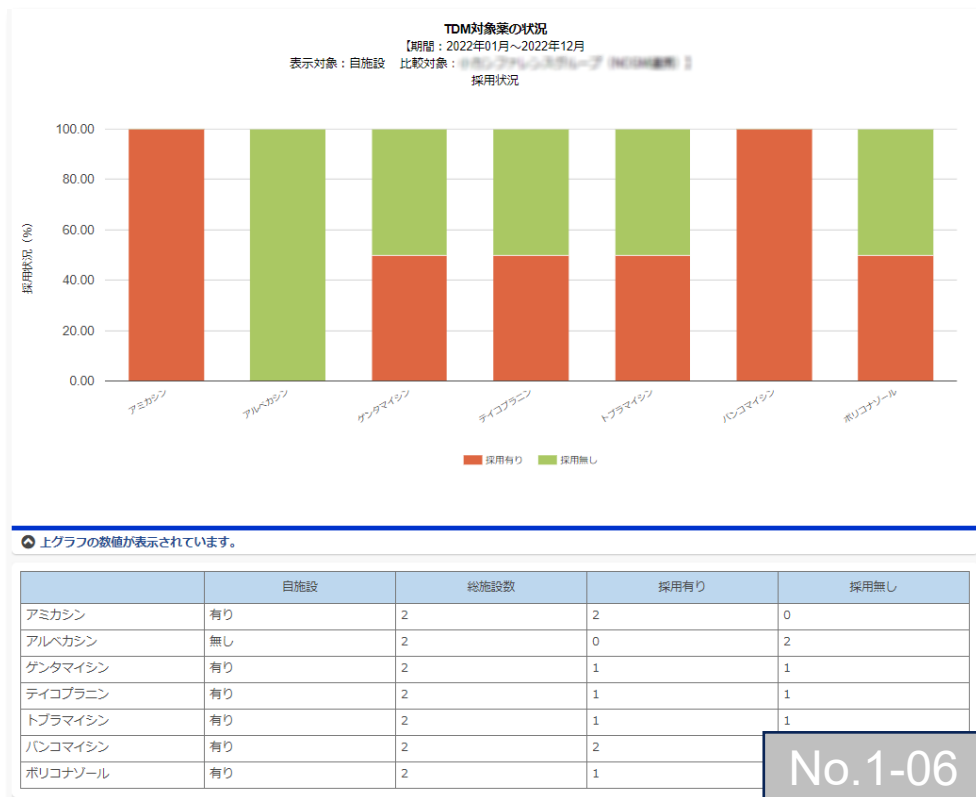 TDM対象薬の状況
【期間：2022年01月～2022年12月
表示対象：自施設 比較対象：
採用状況
100.00
80.00
60.00
40.00
20.00
0.00
採用状況（%）
アミカシン アルベカシン ゲンタマイシン テイコプラニン トブラマイシン バンコマイシン ボリコナゾール
採用有り 採用無し
上グラフの数値が表示されています。
自施設 総施設数 採用有り 採用無し
アミカシン 有り 2 2 0
アルベカシン 無し 2 0 2
ゲンタマイシン 有り 2 1 1
テイコプラニン 有り 2 1 1
トブラマイシン 有り 2 1 1
バンコマイシン 有り 2 2
ボリコナゾール 有り 2 1
No.1-06